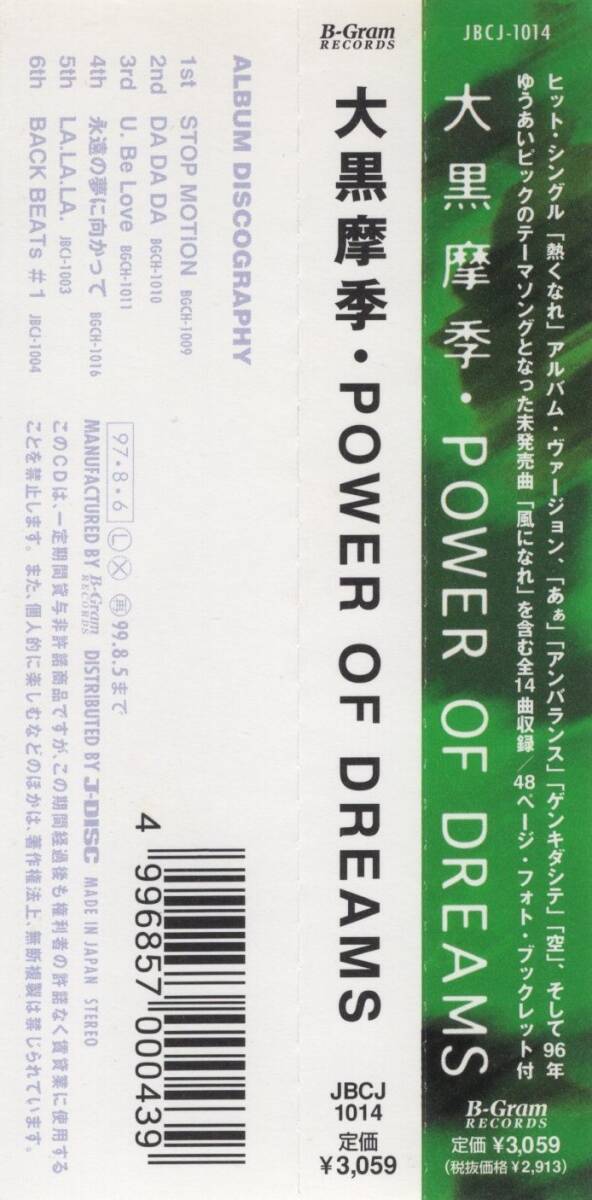 JBCJ-1014
ヒット・シングル「熱くなれ」アルバム・ヴァージョン、「あぁ」「アンバランス」「ゲンキダシテ」「空」、そして96年
ゆうあいピックのテーマソングとなった未発売曲「風になれ」を含む全14曲収録/48ページ・フォト・ブックレット付
大黒摩季・POWER OF DREAMS
B-Gram
RECORDS
定価¥3,059
(税抜価格¥2,913)
B-Gram
RECORDS
大黒摩季・POWER OF DREAMS
JBCJ
1014
定価
¥3,059
ALBUM DISCOGRAPHY
1st STOP MOTION BGCH-1009
2nd DA DA DA BGCH-1010
3rd U. Be Love BGCH-1011
4th 永遠の夢に向かって BGCH-1016
5th LA.LA.LA. JBCJ-1003
6th BACK BEATs #1 JBCJ-1004
97・8・6 L X 再 99.8.5まで
MANUFACTURED BY B-Gram RECORDS DISTRIBUTED BY J-DISC MADE IN JAPAN STEREO
このCDは、一定期間貸与非許諾商品ですが、この期間経過後も権利者の許諾なく賃貸業に使用する
ことを禁止します。また、個人的に楽しむなどのほかは、著作権法上、無断複製は禁じられています。
4 996857 000439